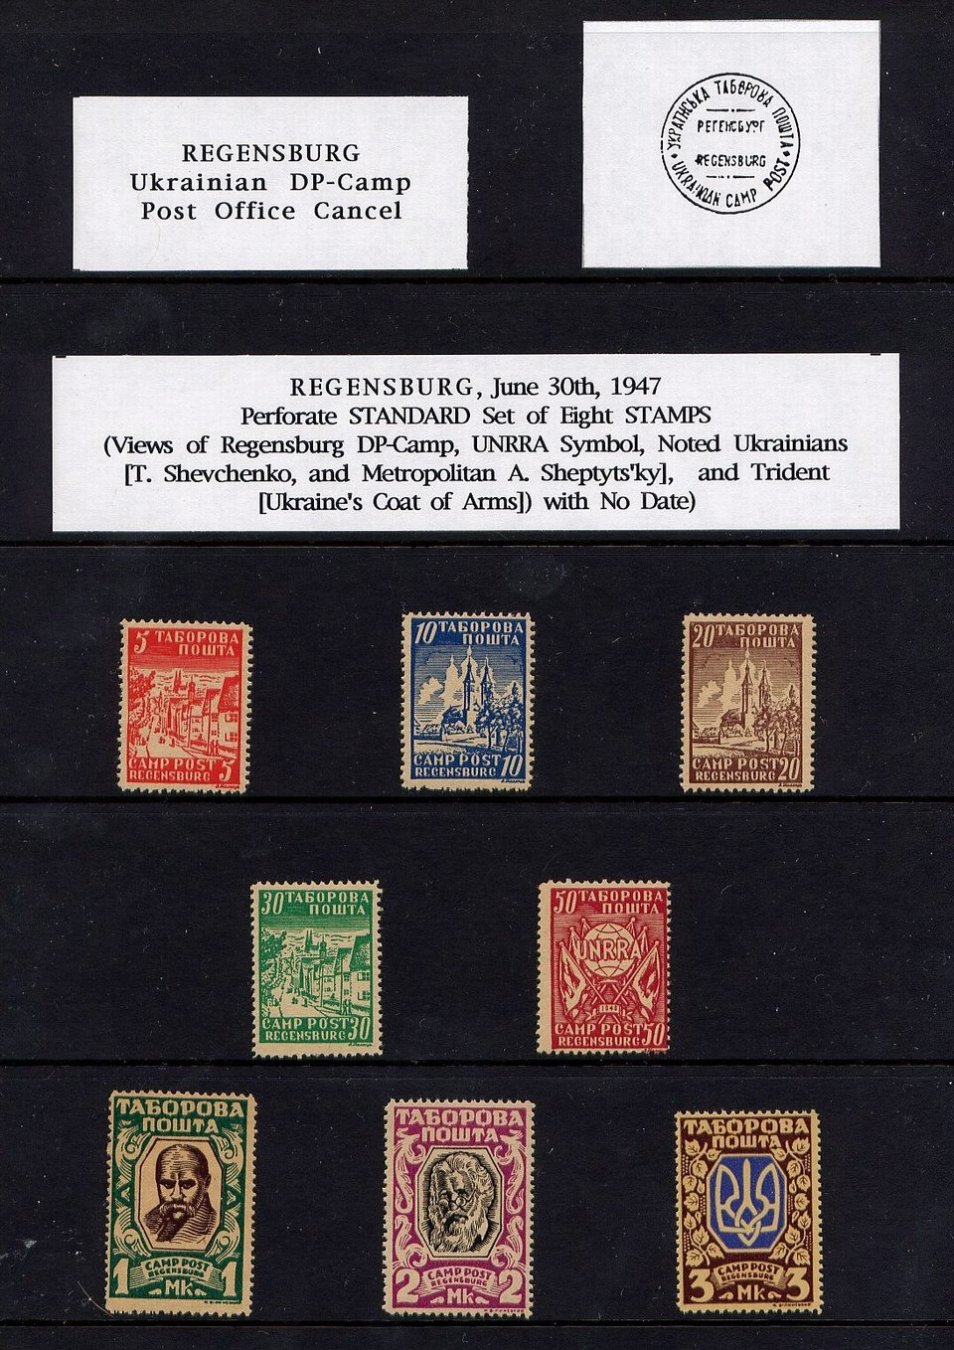 REGENSBURG
Ukrainian DP-Camp
Post Office Cancel
УКРАЇНСЬКА ТАБОРОВА ПОШТА
РЕГЕНСБУРГ
REGENSBURG
UKRAINIAN CAMP POST
REGENSBURG, June 30th, 1947
Perforate STANDARD Set of Eight STAMPS
(Views of Regensburg DP-Camp, UNRRA Symbol, Noted Ukrainians
[T. Shevchenko, and Metropolitan A. Sheptyts'ky], and Trident
[Ukraine's Coat of Arms]) with No Date)
5 ТАБОРОВА
ПОШТА
CAMP POST
REGENSBURG 5
10 ТАБОРОВА
ПОШТА
CAMP POST
REGENSBURG 10
20 ТАБОРОВА
ПОШТА
CAMP POST
REGENSBURG 20
30 ТАБОРОВА
ПОШТА
CAMP POST
REGENSBURG 30
50 ТАБОРОВА
ПОШТА
UNRRA
CAMP POST
REGENSBURG 50
ТАБОРОВА
ПОШТА
CAMP POST
REGENSBURG
1 Mk 1
ТАБОРОВА
ПОШТА
CAMP POST
REGENSBURG
2 Mk 2
ТАБОРОВА
ПОШТА
CAMP POST
REGENSBURG
3 Mk 3